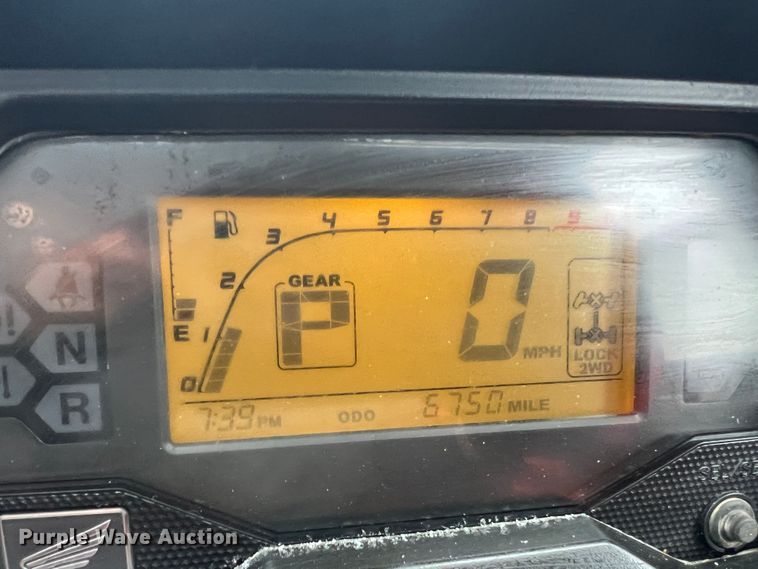 F
4 5 6 7 8 9
3
2
GEAR
P
0
MPH
E
1
0
LOCK
2WD
N
R
7:39 PM ODO 6750 MILE
Purple Wave Auction